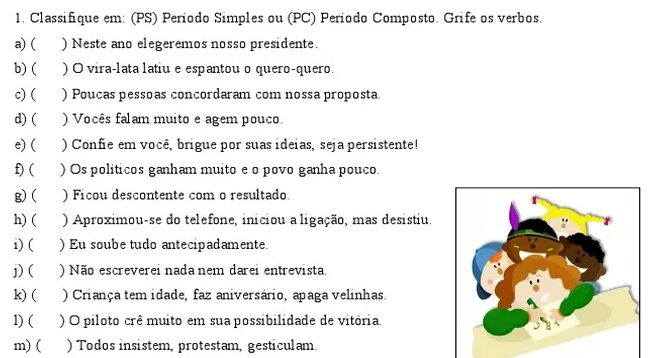 1. Classifique em: (PS) Período Simples ou (PC) Período Composto. Grife os verbos.
a) ( ) Neste ano elegeremos nosso presidente.
b) ( ) O vira-lata latiu e espantou o quero-quero.
c) ( ) Poucas pessoas concordaram com nossa proposta.
d) ( ) Vocês falam muito e agem pouco.
e) ( ) Confie em você, brigue por suas ideias, seja persistente!
f) ( ) Os políticos ganham muito e o povo ganha pouco.
g) ( ) Ficou descontente com o resultado.
h) ( ) Aproximou-se do telefone, iniciou a ligação, mas desistiu.
i) ( ) Eu soube tudo antecipadamente.
j) ( ) Não escreverei nada nem darei entrevista.
k) ( ) Criança tem idade, faz aniversário, apaga velinhas.
l) ( ) O piloto crê muito em sua possibilidade de vitória.
m) ( ) Todos insistem, protestam, gesticulam.